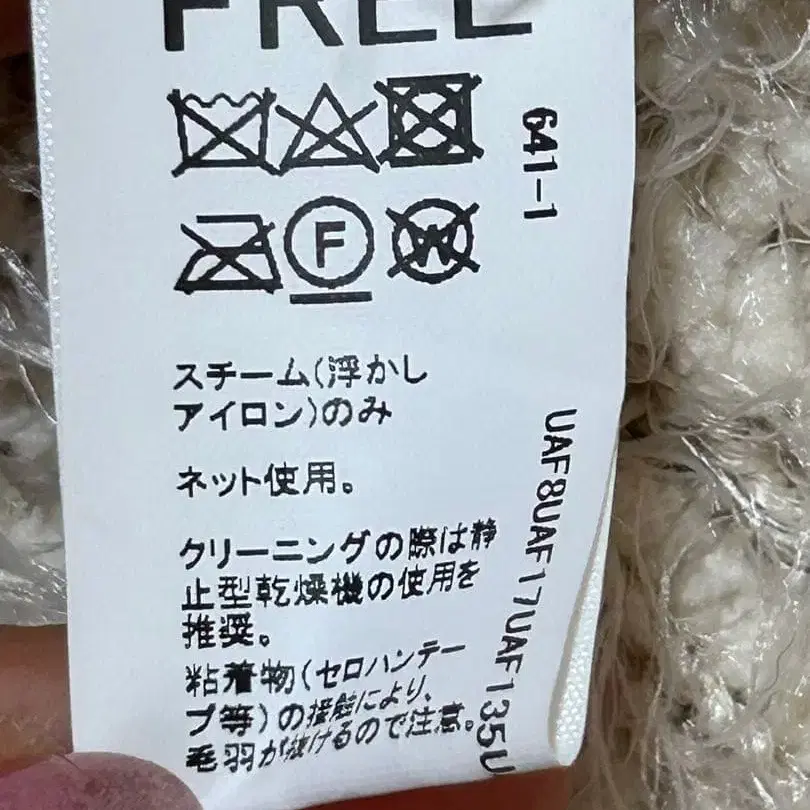 FREE
641-1
F
W
スチーム(浮かし
アイロン)のみ
ネット使用。
クリーニングの際は静
止型乾燥機の使用を
推奨。
粘着物(セロハンテー
プ等)の接触により、
毛羽が抜けるので注意。
UAF8UAF17UAF135U